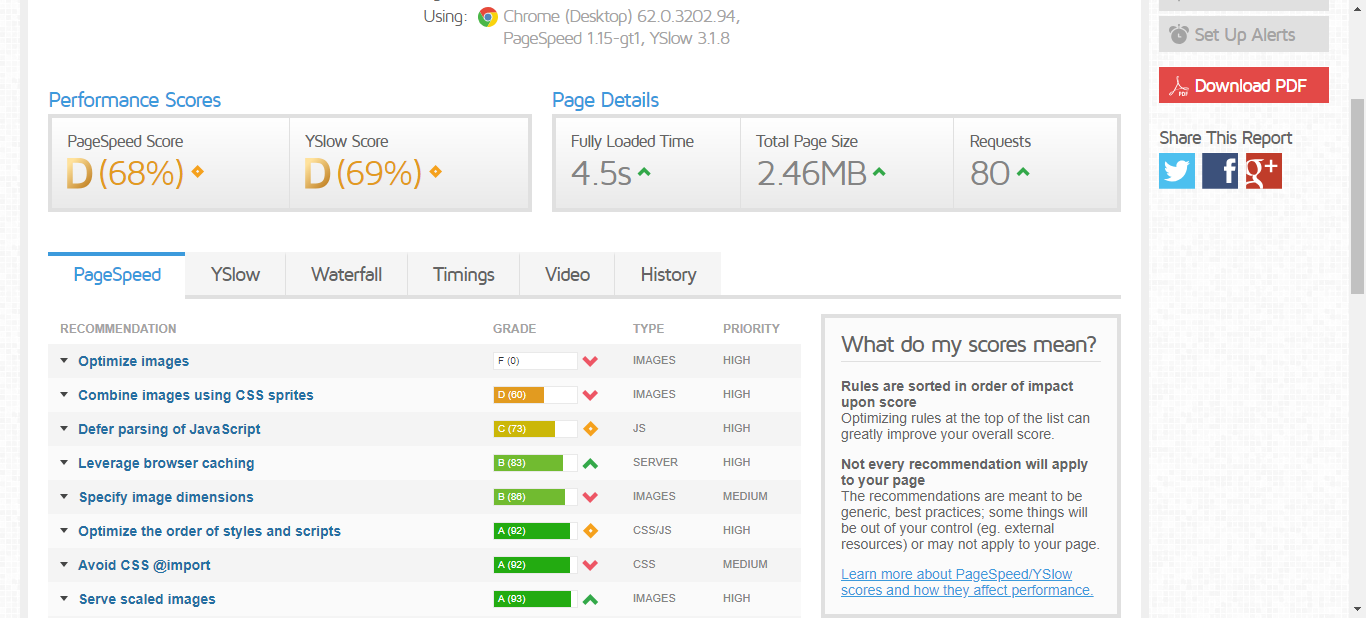 Using: Chrome (Desktop) 62.0.3202.94,
PageSpeed 1.15-gt1, YSlow 3.1.8
Set Up Alerts
Download PDF
Share This Report
Performance Scores
PageSpeed Score
D (68%)
YSlow Score
D (69%)
Page Details
Fully Loaded Time
4.5s
Total Page Size
2.46MB
Requests
80
PageSpeed YSlow Waterfall Timings Video History
RECOMMENDATION GRADE TYPE PRIORITY
Optimize images F (0) IMAGES HIGH
Combine images using CSS sprites D (60) IMAGES HIGH
Defer parsing of JavaScript C (73) JS HIGH
Leverage browser caching B (83) SERVER HIGH
Specify image dimensions B (86) IMAGES MEDIUM
Optimize the order of styles and scripts A (92) CSS/JS HIGH
Avoid CSS @import A (92) CSS MEDIUM
Serve scaled images A (93) IMAGES HIGH
What do my scores mean?
Rules are sorted in order of impact
upon score
Optimizing rules at the top of the list can
greatly improve your overall score.
Not every recommendation will apply
to your page
The recommendations are meant to be
generic, best practices; some things will
be out of your control (eg. external
resources) or may not apply to your page.
Learn more about PageSpeed/YSlow
scores and how they affect performance.